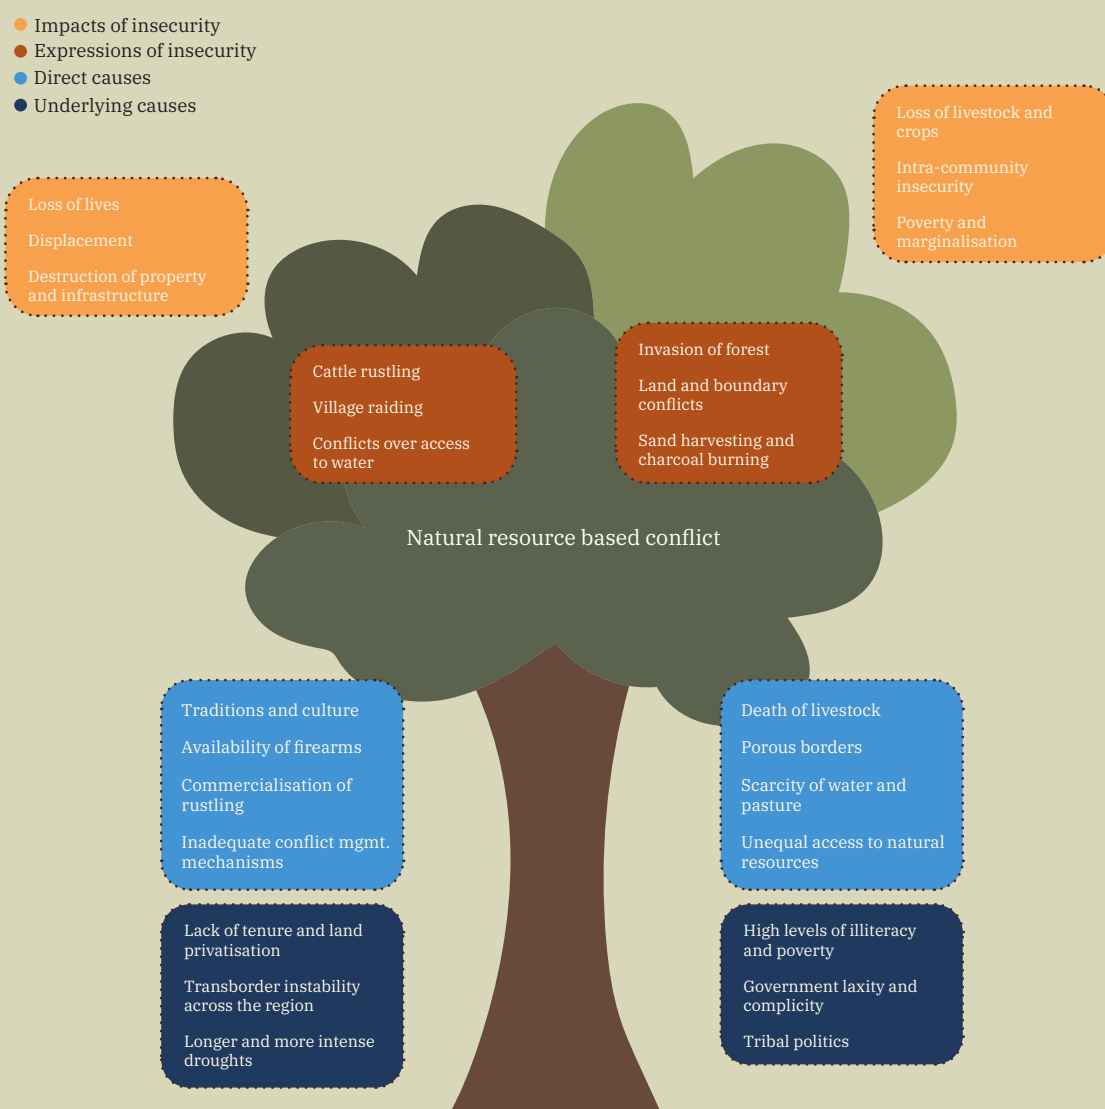 Impacts of insecurity
Expressions of insecurity
Direct causes
Underlying causes
Loss of livestock and
crops
Intra-community
insecurity
Poverty and
marginalisation
Loss of lives
Displacement
Destruction of property
and infrastructure
Cattle rustling
Village raiding
Conflicts over access
to water
Invasion of forest
Land and boundary
conflicts
Sand harvesting and
charcoal burning
Natural resource based conflict
Traditions and culture
Availability of firearms
Commercialisation of
rustling
Inadequate conflict mgmt.
mechanisms
Death of livestock
Porous borders
Scarcity of water and
pasture
Unequal access to natural
resources
Lack of tenure and land
privatisation
Transborder instability
across the region
Longer and more intense
droughts
High levels of illiteracy
and poverty
Government laxity and
complicity
Tribal politics